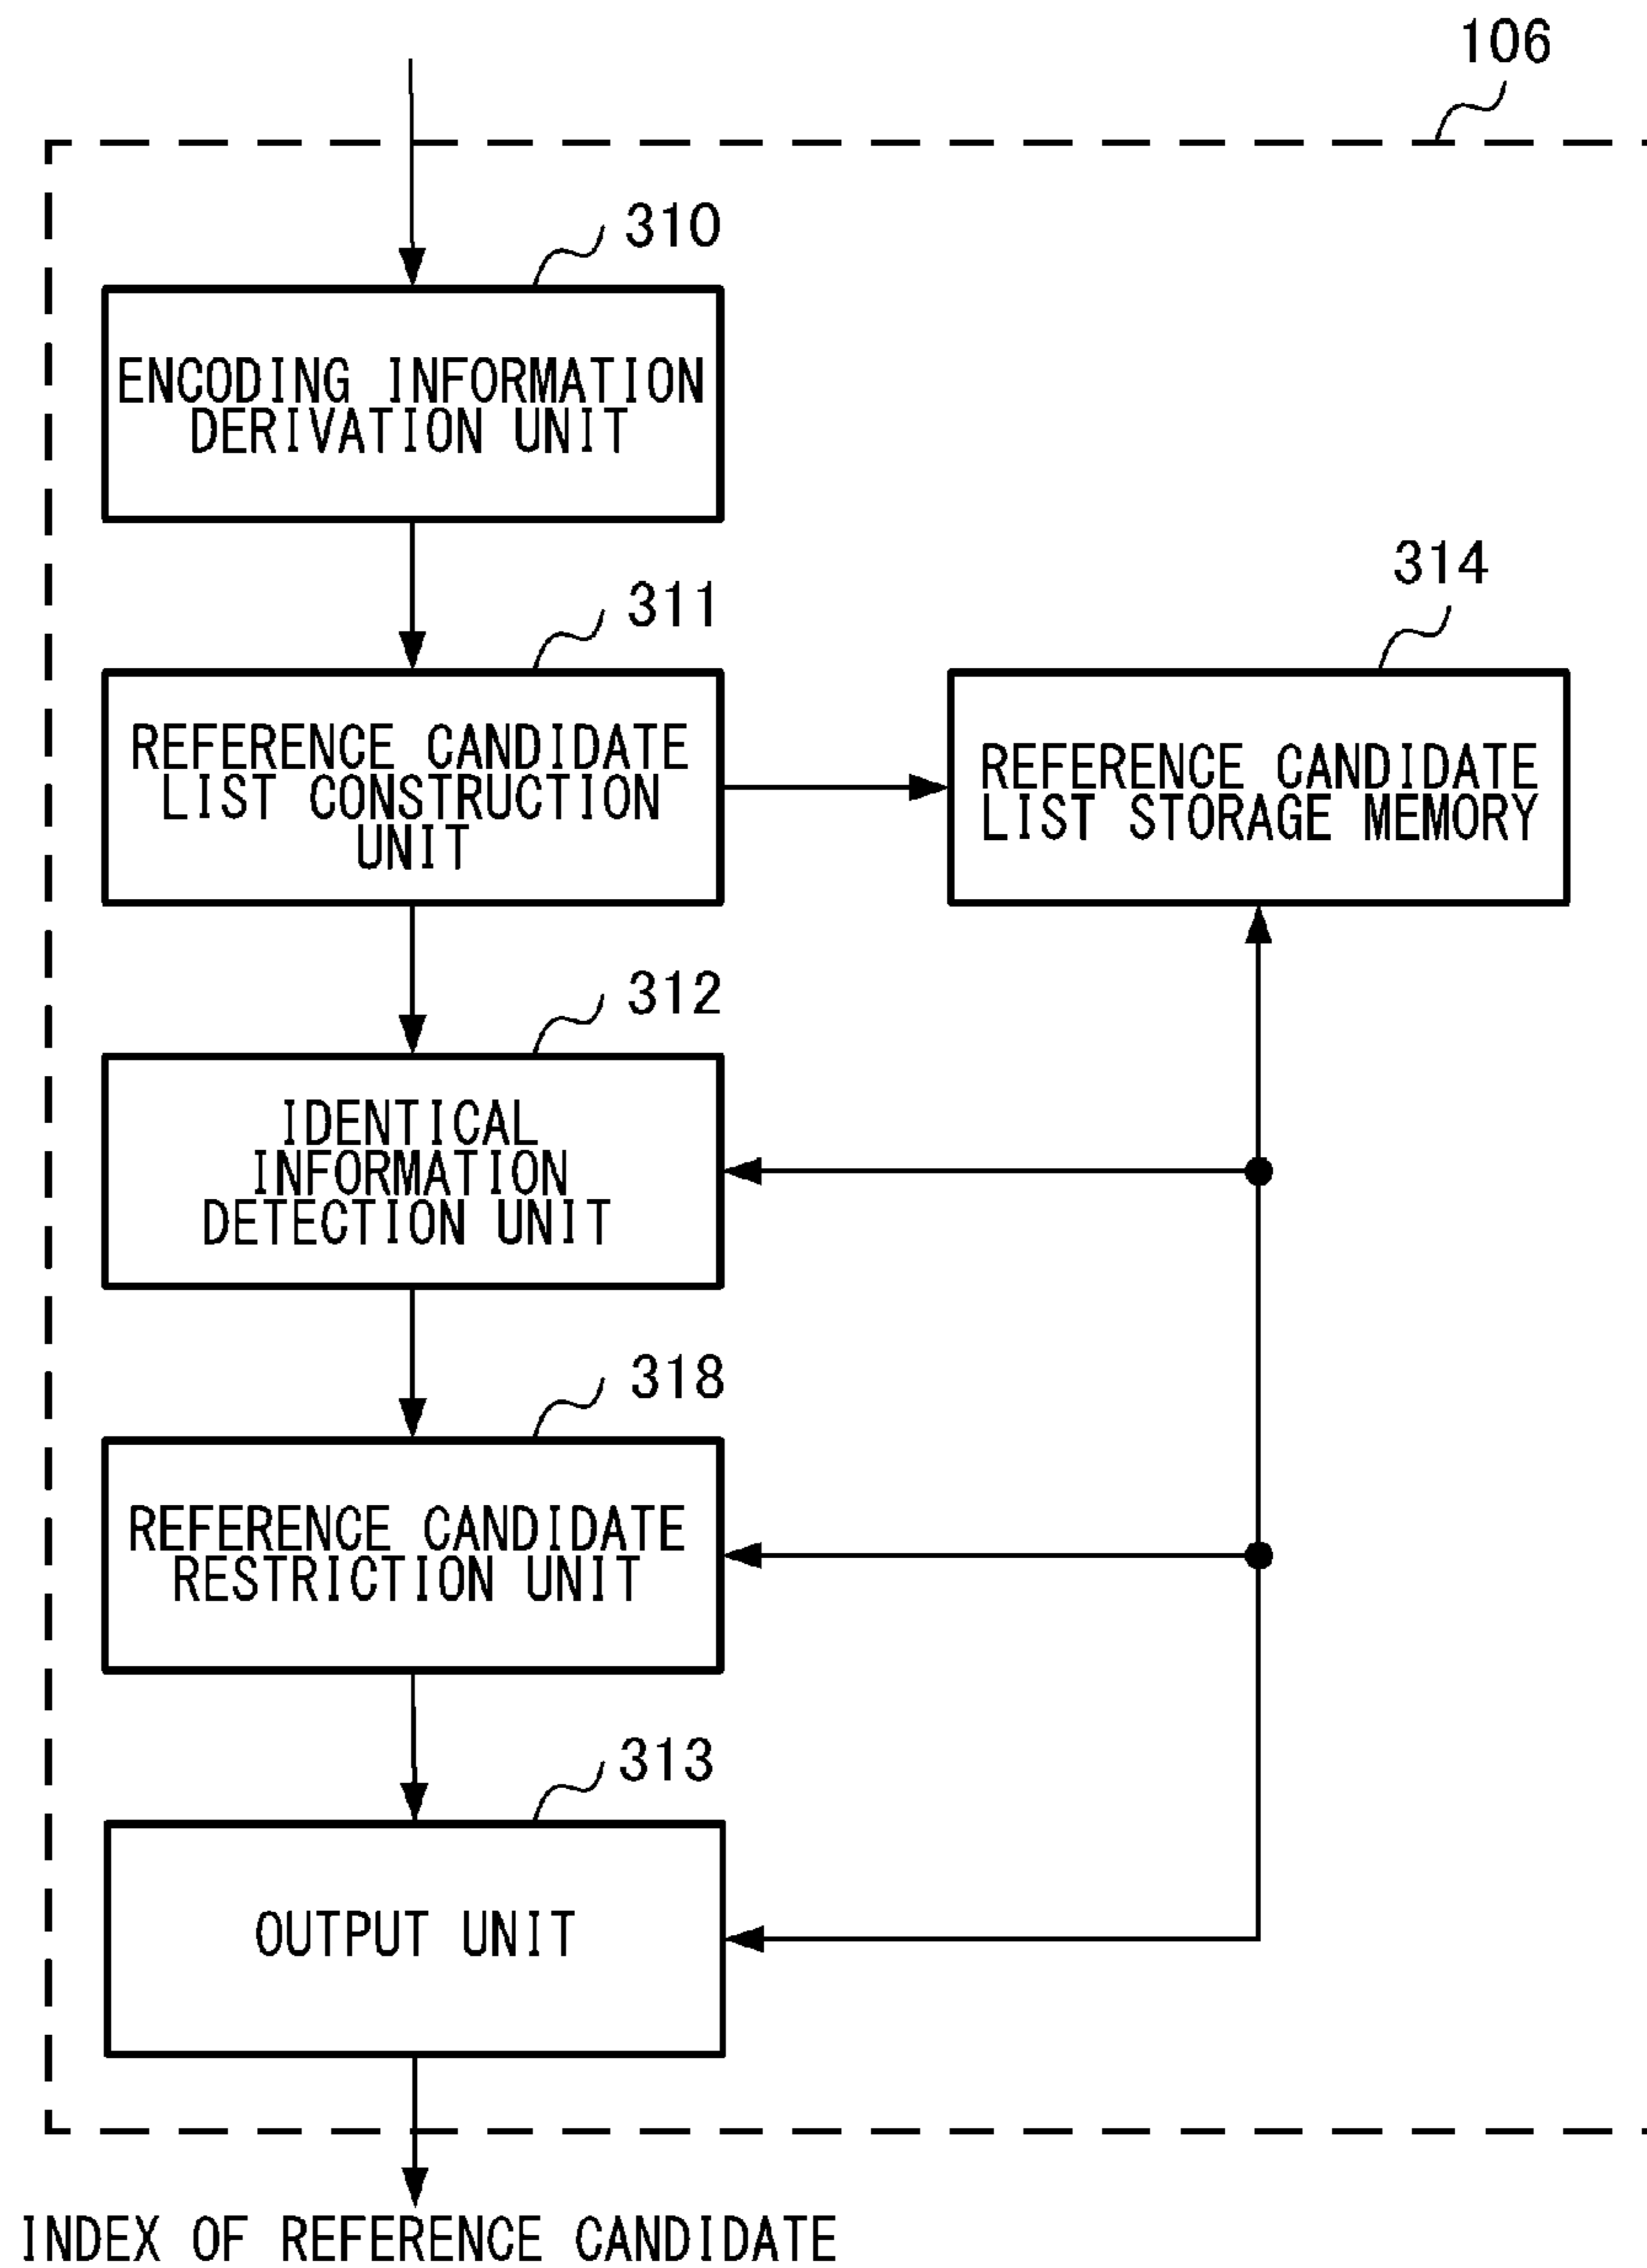 106
310
ENCODING INFORMATION
DERIVATION UNIT
311
REFERENCE CANDIDATE
LIST CONSTRUCTION
UNIT
314
REFERENCE CANDIDATE
LIST STORAGE MEMORY
312
IDENTICAL
INFORMATION
DETECTION UNIT
318
REFERENCE CANDIDATE
RESTRICTION UNIT
313
OUTPUT UNIT
INDEX OF REFERENCE CANDIDATE